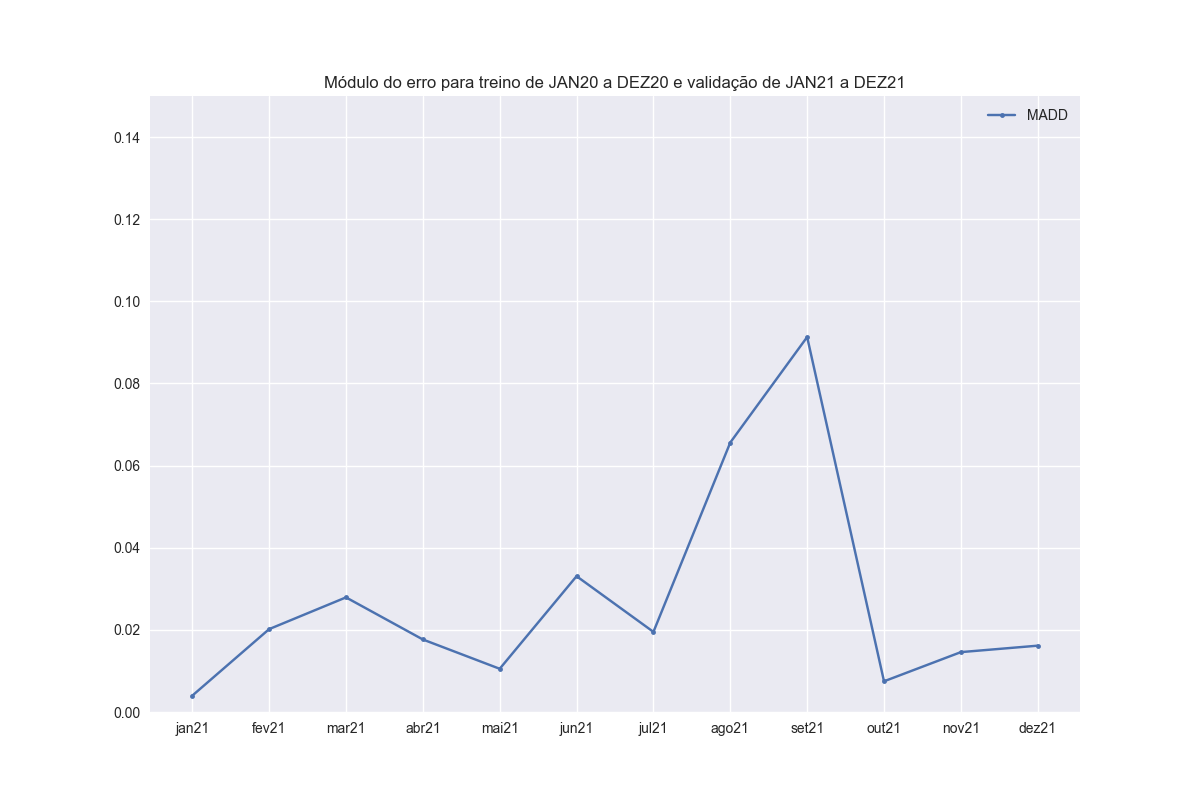 Módulo do erro para treino de JAN20 a DEZ20 e validação de JAN21 a DEZ21
MADD
0.14
0.12
0.10
0.08
0.06
0.04
0.02
0.00
jan21 fev21 mar21 abr21 mai21 jun21 jul21 ago21 set21 out21 nov21 dez21